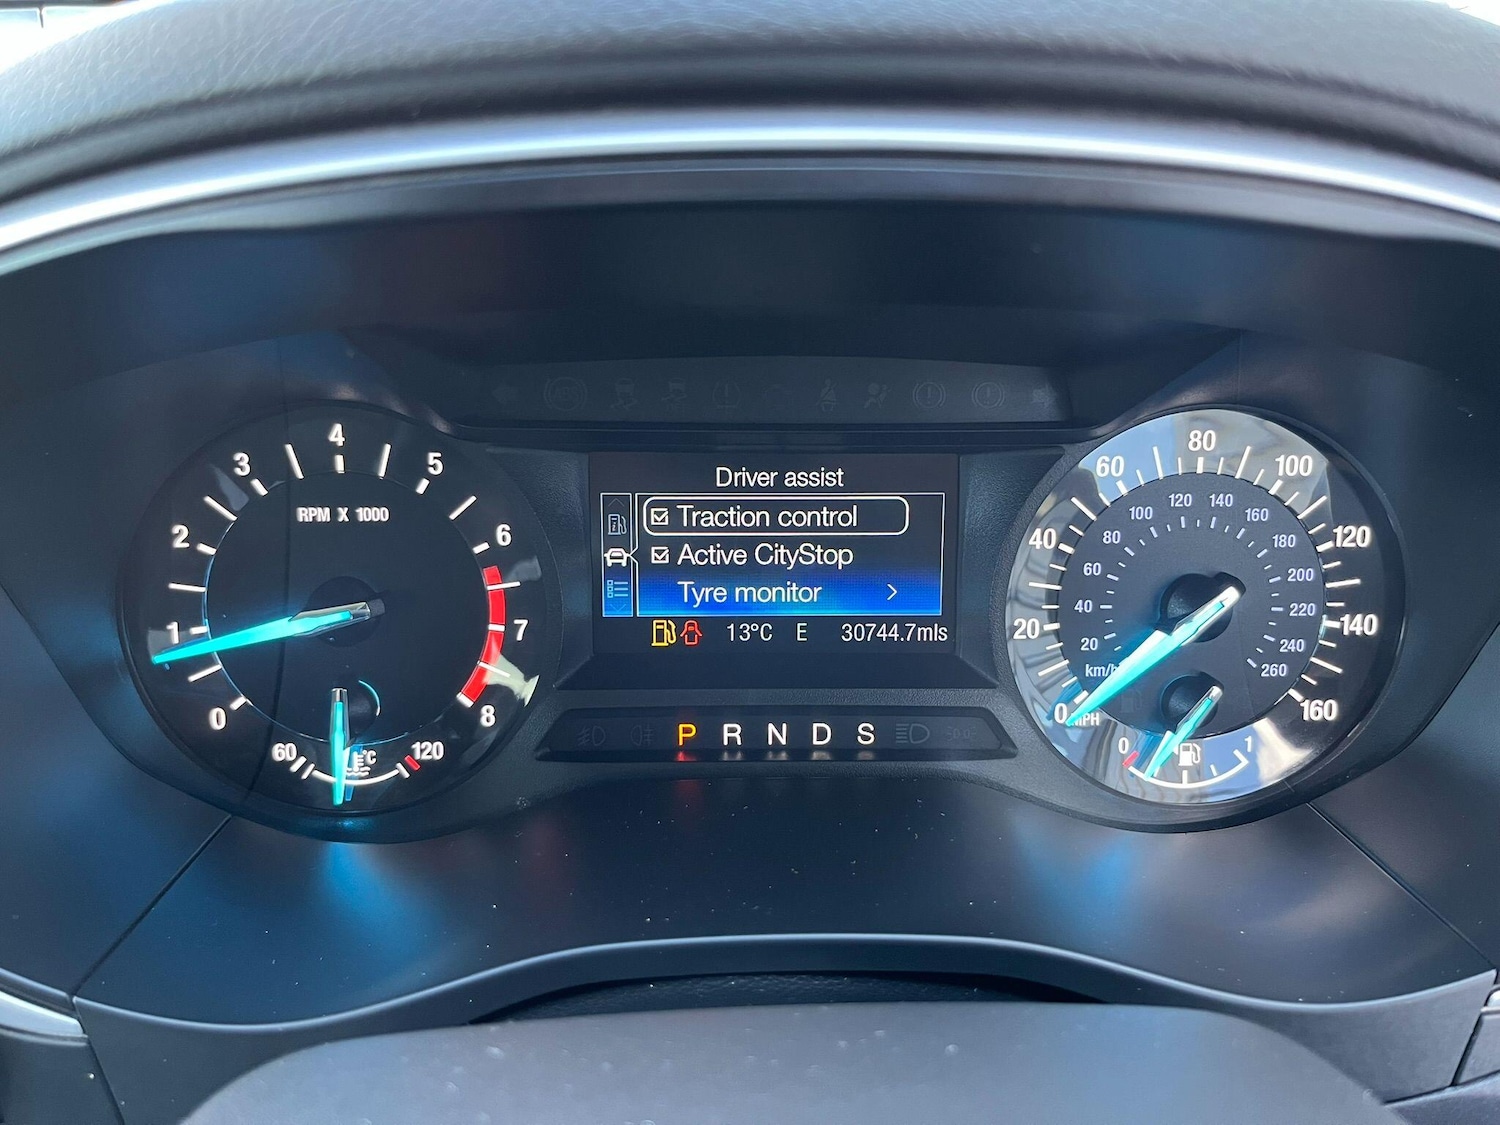 Driver assist
Traction control
Active CityStop
Tyre monitor
13°C E 30744.7mls
P R N D S
RPM X 1000
0 1 2 3 4 5 6 7 8
60 °C 120
0 20 40 60 80 100 120 140 160
MPH
20 40 60 80 100 120 140 160 180 200 220 240 260
km/h
0 1